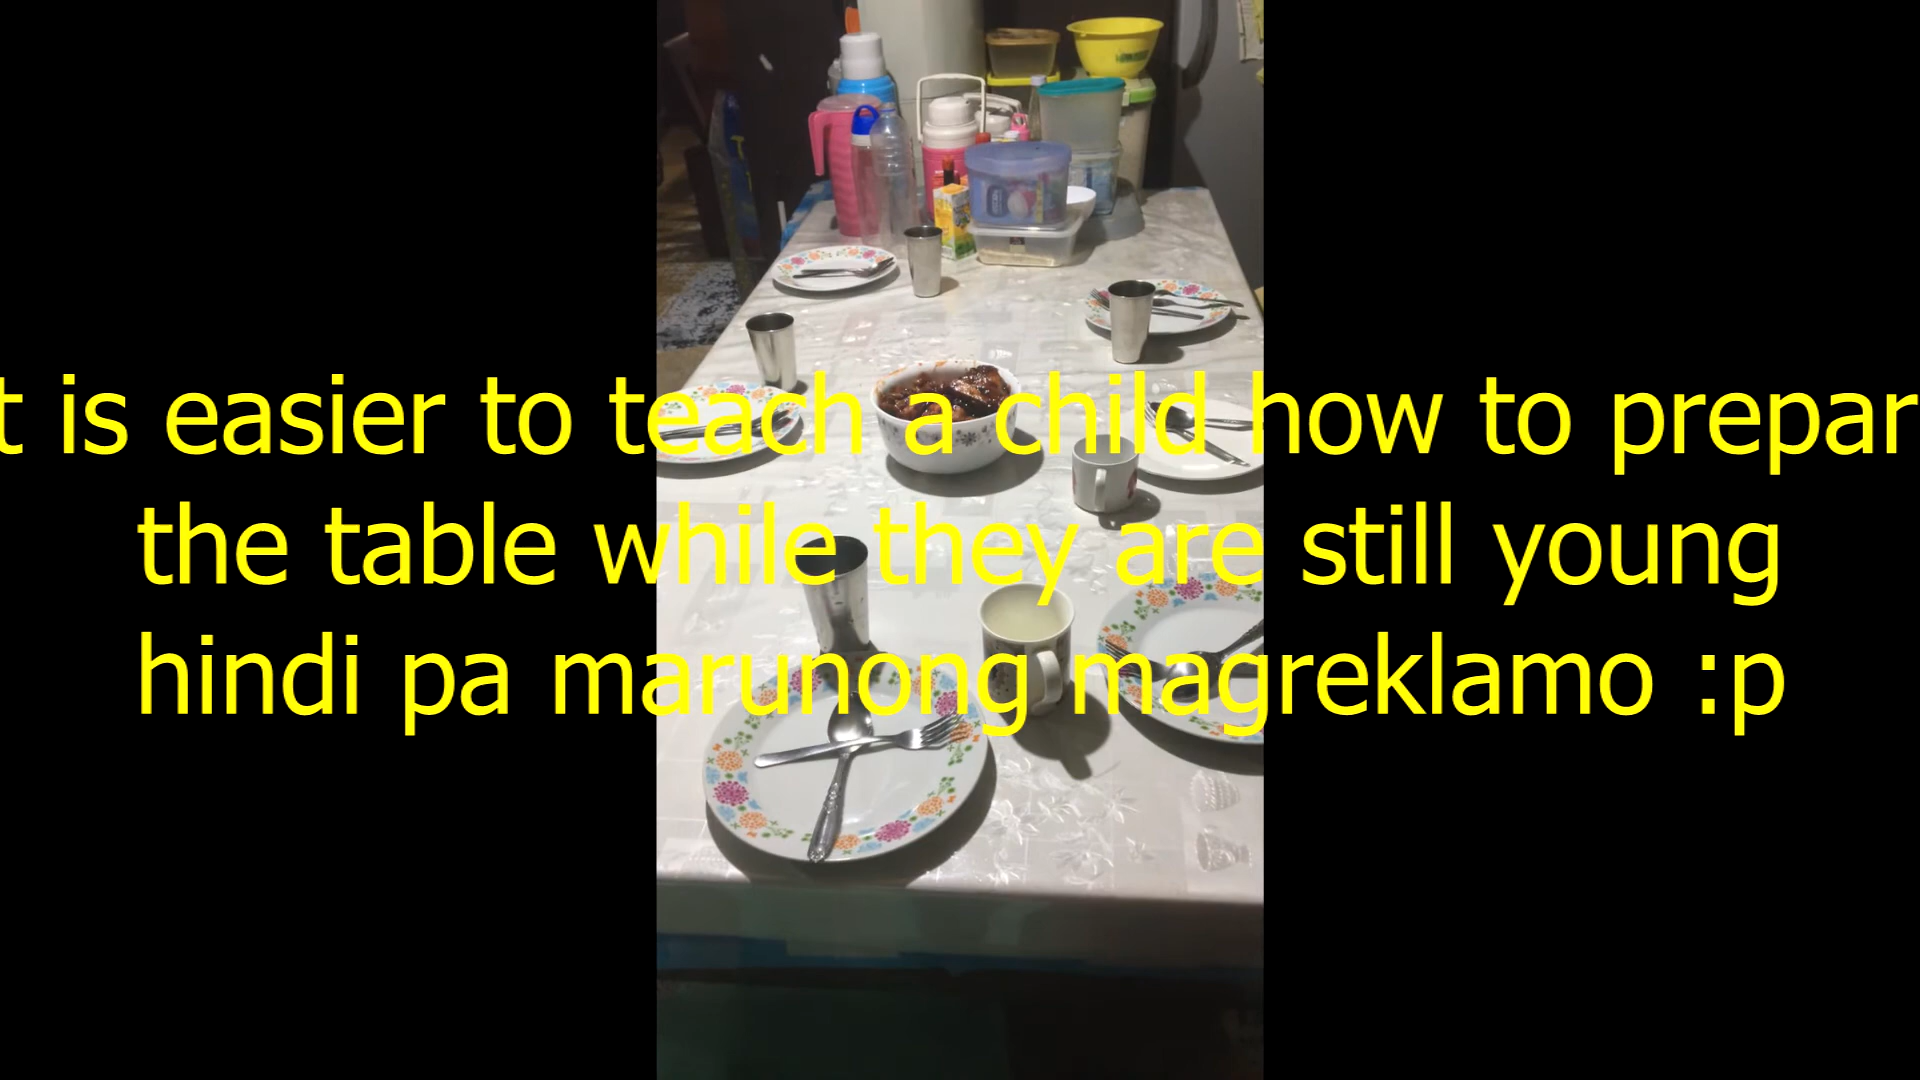 t is easier to teach a child how to prepar
the table while they are still young
hindi pa marunong magreklamo :p